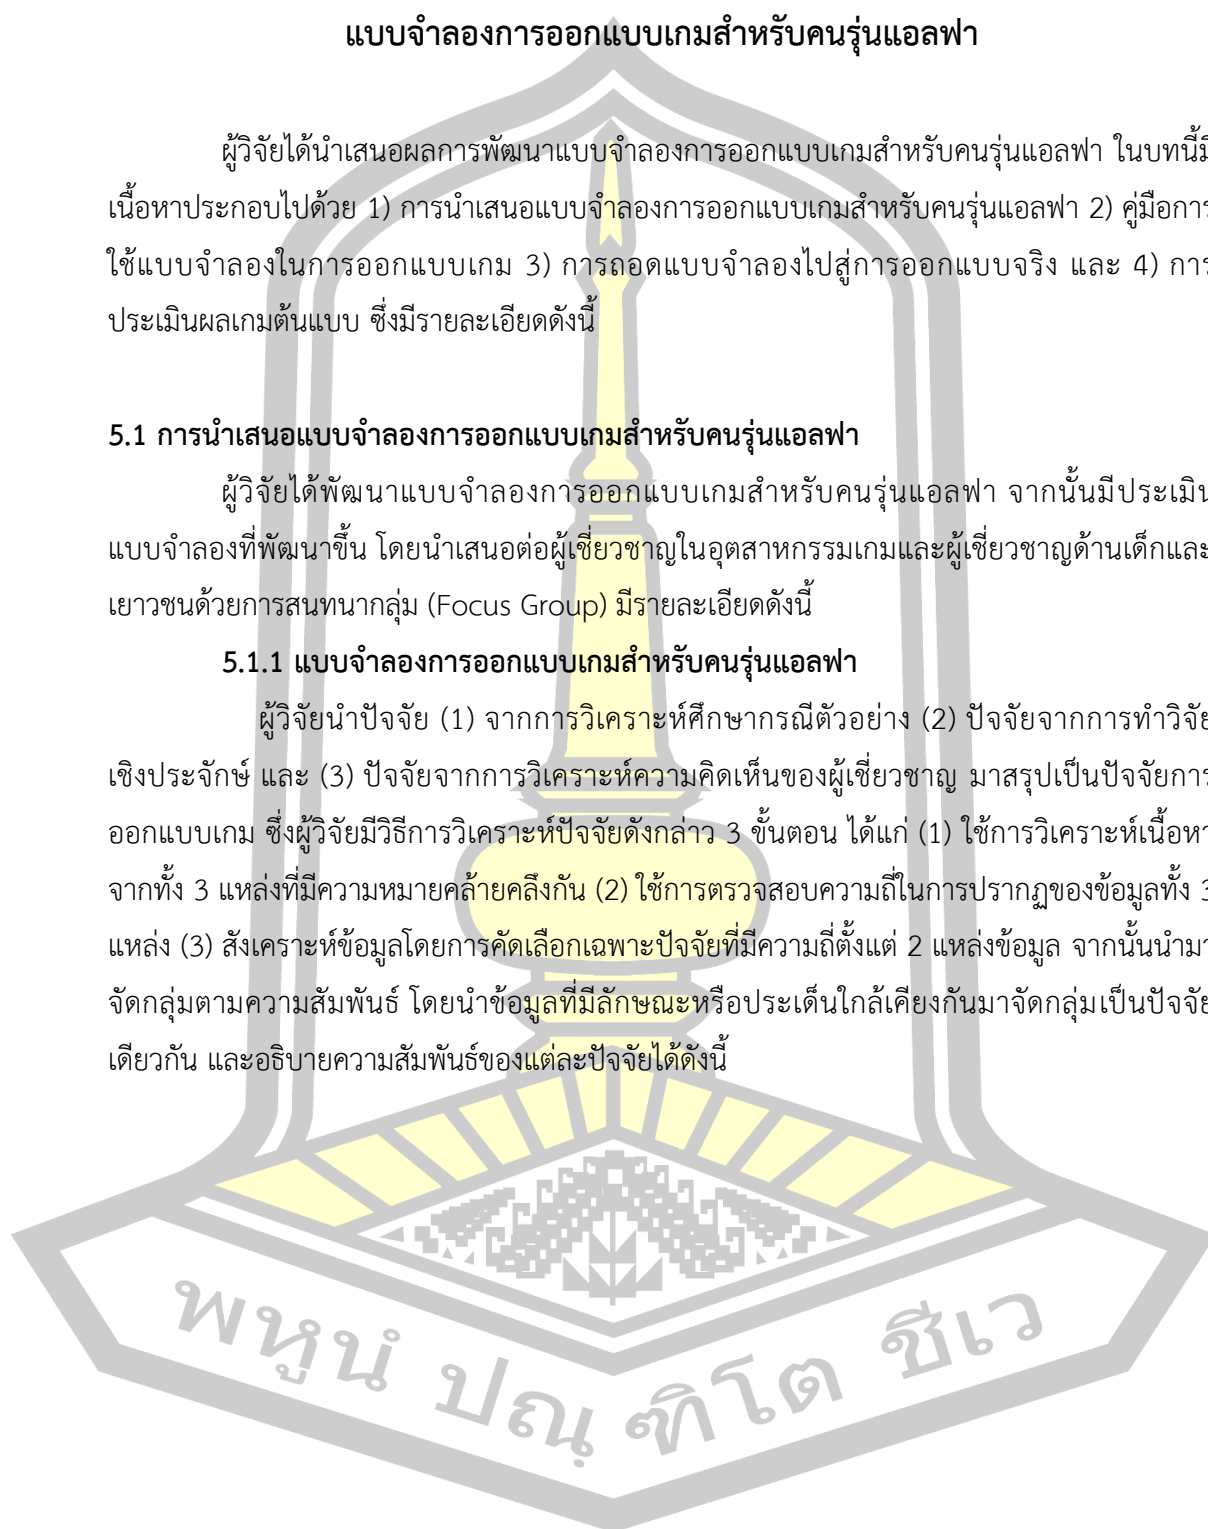 แบบจำลองการออกแบบเกมสำหรับคนรุ่นแอลฟา
ผู้วิจัยได้นำเสนอผลการพัฒนาแบบจำลองการออกแบบเกมสำหรับคนรุ่นแอลฟา ในบทนี้มี
เนื้อหาประกอบไปด้วย 1) การนำเสนอแบบจำลองการออกแบบเกมสำหรับคนรุ่นแอลฟา 2) คู่มือการ
ใช้แบบจำลองในการออกแบบเกม 3) การถอดแบบจำลองไปสู่การออกแบบจริง และ 4) การ
ประเมินผลเกมต้นแบบ ซึ่งมีรายละเอียดดังนี้
5.1 การนำเสนอแบบจำลองการออกแบบเกมสำหรับคนรุ่นแอลฟา
ผู้วิจัยได้พัฒนาแบบจำลองการออกแบบเกมสำหรับคนรุ่นแอลฟา จากนั้นมีประเมิน
แบบจำลองที่พัฒนาขึ้น โดยนำเสนอต่อผู้เชี่ยวชาญในอุตสาหกรรมเกมและผู้เชี่ยวชาญด้านเด็กและ
เยาวชนด้วยการสนทนากลุ่ม (Focus Group) มีรายละเอียดดังนี้
5.1.1 แบบจำลองการออกแบบเกมสำหรับคนรุ่นแอลฟา
ผู้วิจัยนำปัจจัย (1) จากการวิเคราะห์ศึกษากรณีตัวอย่าง (2) ปัจจัยจากการทำวิจัย
เชิงประจักษ์ และ (3) ปัจจัยจากการวิเคราะห์ความคิดเห็นของผู้เชี่ยวชาญ มาสรุปเป็นปัจจัยการ
ออกแบบเกม ซึ่งผู้วิจัยมีวิธีการวิเคราะห์ปัจจัยดังกล่าว 3 ขั้นตอน ได้แก่ (1) ใช้การวิเคราะห์เนื้อหา
จากทั้ง 3 แหล่งที่มีความหมายคล้ายคลึงกัน (2) ใช้การตรวจสอบความถี่ในการปรากฏของข้อมูลทั้ง 3
แหล่ง (3) สังเคราะห์ข้อมูลโดยการคัดเลือกเฉพาะปัจจัยที่มีความถี่ตั้งแต่ 2 แหล่งข้อมูล จากนั้นนำมา
จัดกลุ่มตามความสัมพันธ์ โดยนำข้อมูลที่มีลักษณะหรือประเด็นใกล้เคียงกันมาจัดกลุ่มเป็นปัจจัย
เดียวกัน และอธิบายความสัมพันธ์ของแต่ละปัจจัยได้ดังนี้
พหูนํ ปณฺฑิโต ชีเว